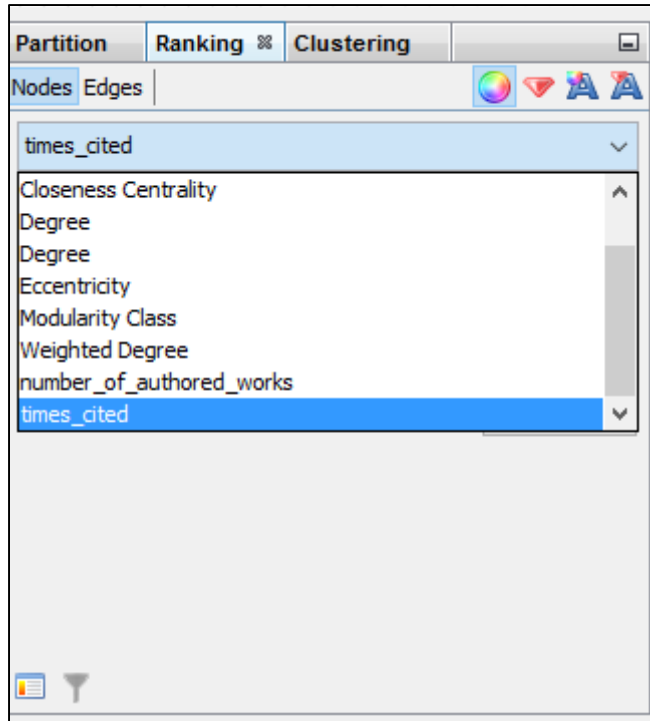 Partition Ranking Clustering
Nodes Edges
times_cited
Closeness Centrality
Degree
Degree
Eccentricity
Modularity Class
Weighted Degree
number_of_authored_works
times_cited